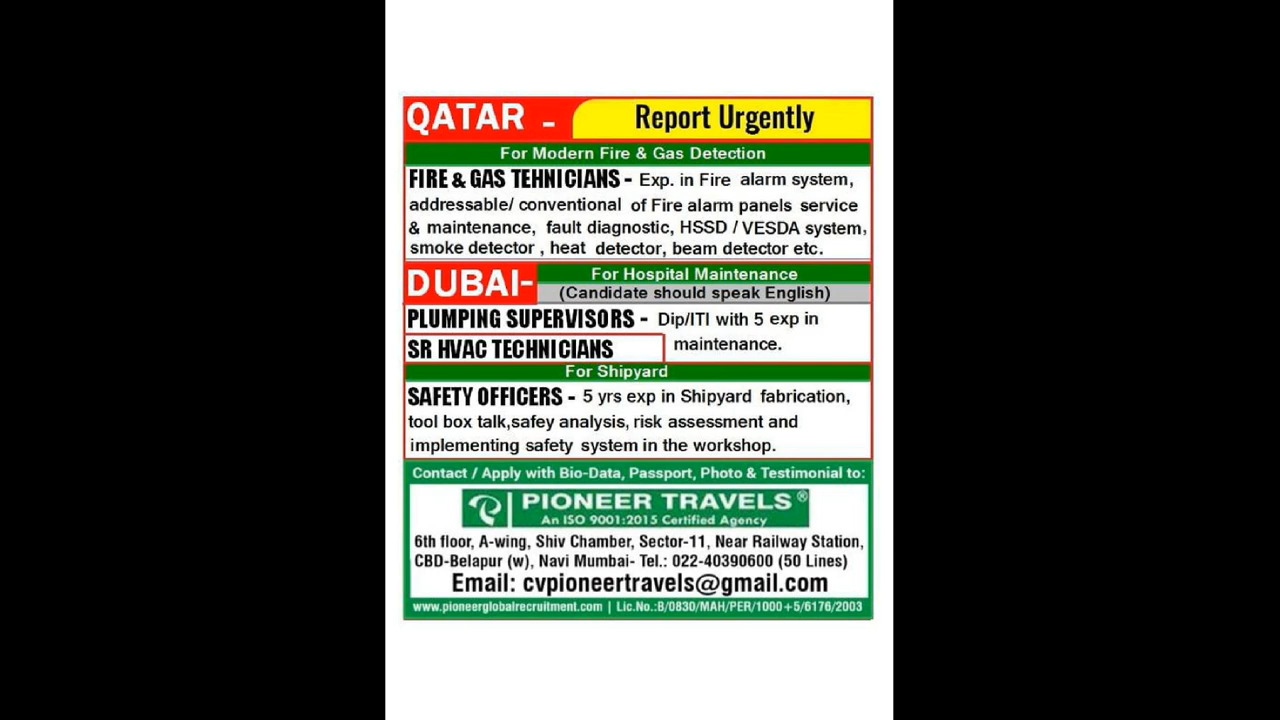 QATAR - Report Urgently
For Modern Fire & Gas Detection
FIRE & GAS TEHNICIANS - Exp. in Fire alarm system,
addressable/ conventional of Fire alarm panels service
& maintenance, fault diagnostic, HSSD / VESDA system,
smoke detector , heat detector, beam detector etc.
DUBAI- For Hospital Maintenance
(Candidate should speak English)
PLUMPING SUPERVISORS - Dip/ITI with 5 exp in
SR HVAC TECHNICIANS maintenance.
For Shipyard
SAFETY OFFICERS - 5 yrs exp in Shipyard fabrication,
tool box talk,safey analysis, risk assessment and
implementing safety system in the workshop.
Contact / Apply with Bio-Data, Passport, Photo & Testimonial to:
PIONEER TRAVELS®
An ISO 9001:2015 Certified Agency
6th floor, A-wing, Shiv Chamber, Sector-11, Near Railway Station,
CBD-Belapur (w), Navi Mumbai- Tel.: 022-40390600 (50 Lines)
Email: cvpioneertravels@gmail.com
www.pioneerglobalrecruitment.com | Lic.No.:B/0830/MAH/PER/1000+5/6176/2003